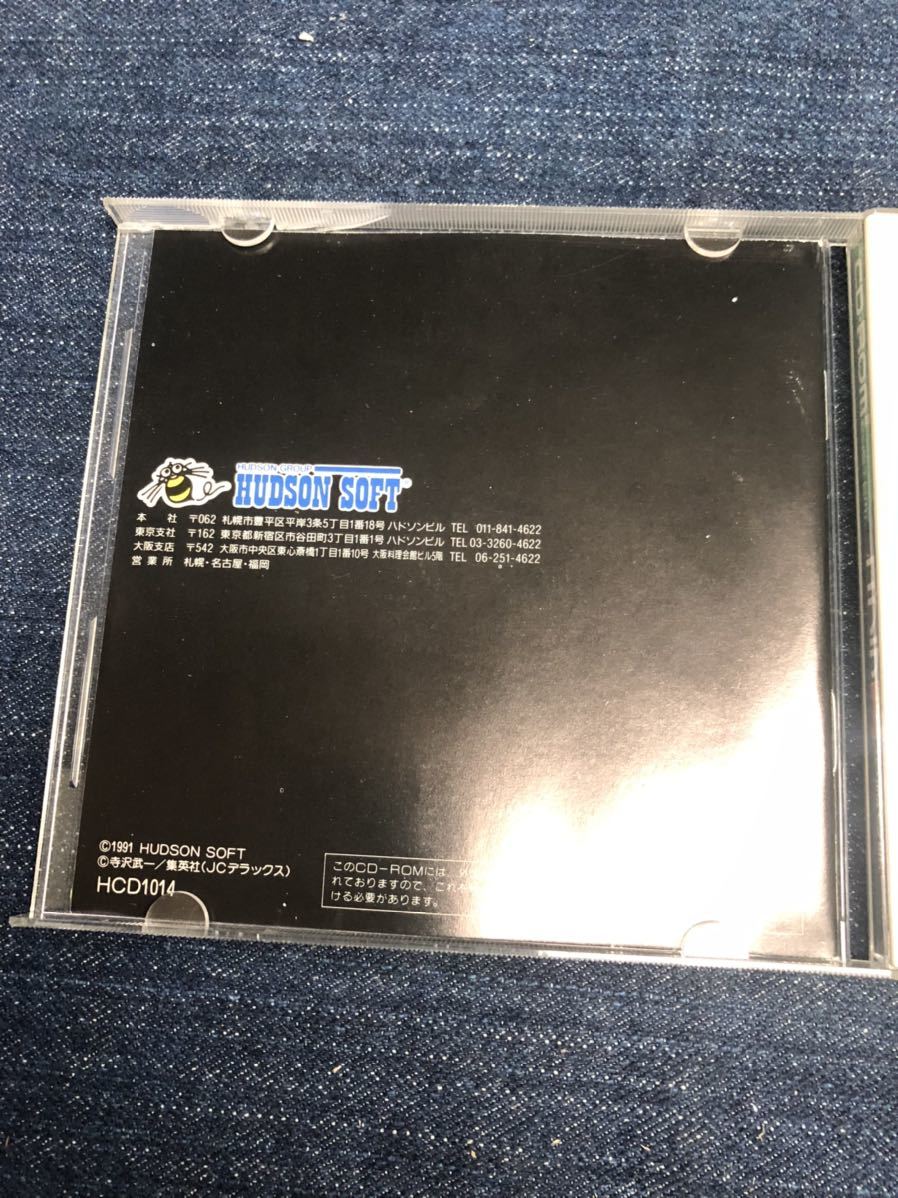 HUDSON GROUP
HUDSON SOFT®
本社 〒062 札幌市豊平区平岸3条5丁目1番18号 ハドソンビル TEL 011-841-4622
東京支社 〒162 東京都新宿区市谷田町3丁目1番1号 ハドソンビル TEL 03-3260-4622
大阪支店 〒542 大阪市中央区東心斎橋1丁目1番10号 大阪料理会館ビル5階 TEL 06-251-4622
営業所 札幌・名古屋・福岡
©1991 HUDSON SOFT
©寺沢武一／集英社(JCデラックス)
HCD1014
このCD-ROMには、
れておりますので、これを
ける必要があります。